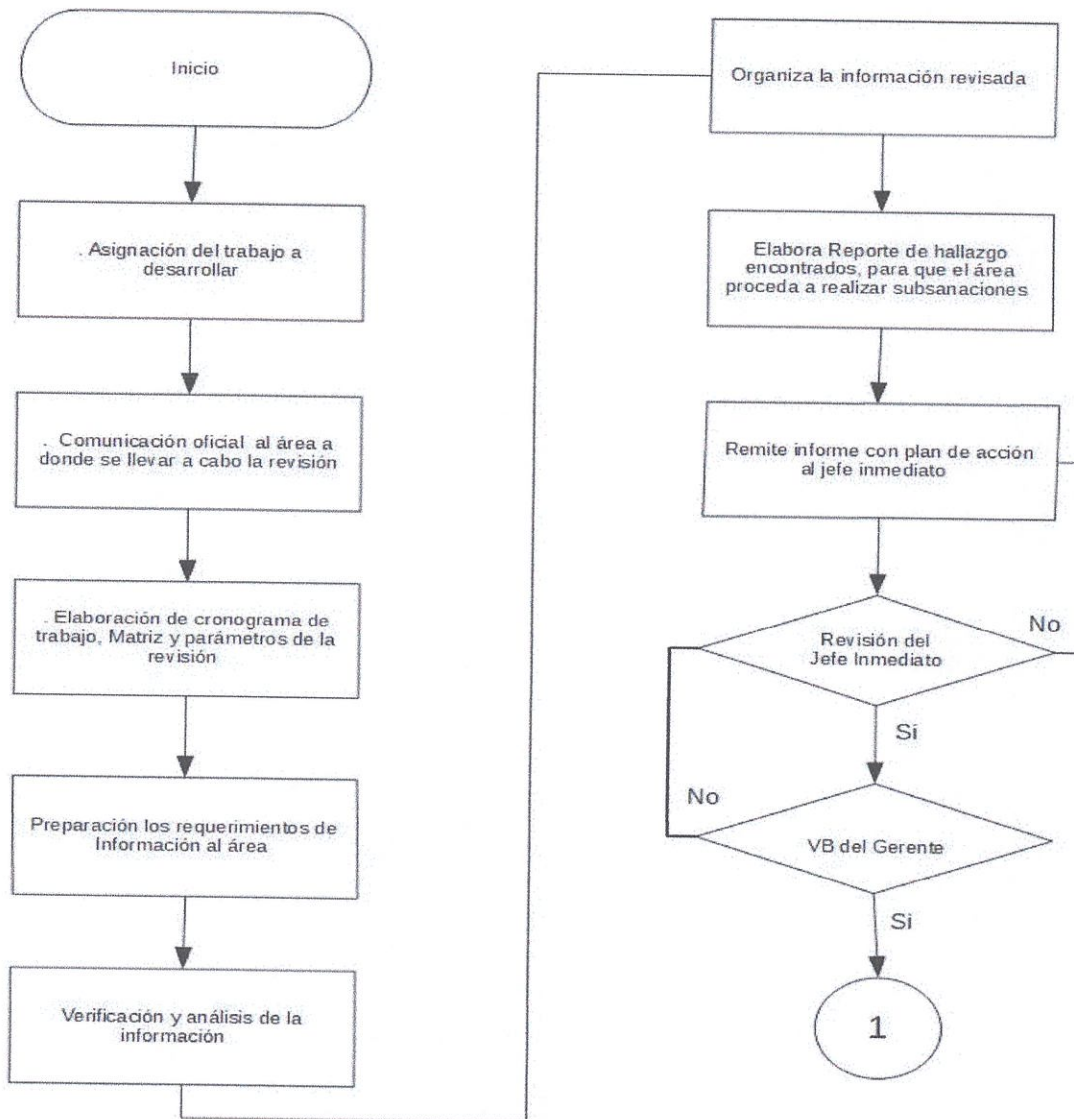 Inicio
. Asignación del trabajo a
desarrollar
. Comunicación oficial al área a
donde se llevar a cabo la revisión
. Elaboración de cronograma de
trabajo, Matriz y parámetros de la
revisión
Preparación los requerimientos de
Información al área
Verificación y análisis de la
información
Organiza la información revisada
Elabora Reporte de hallazgo
encontrados, para que el área
proceda a realizar subsanaciones
Remite informe con plan de acción
al jefe inmediato
Revisión del
Jefe Inmediato
No
Si
No
VB del Gerente
Si
1